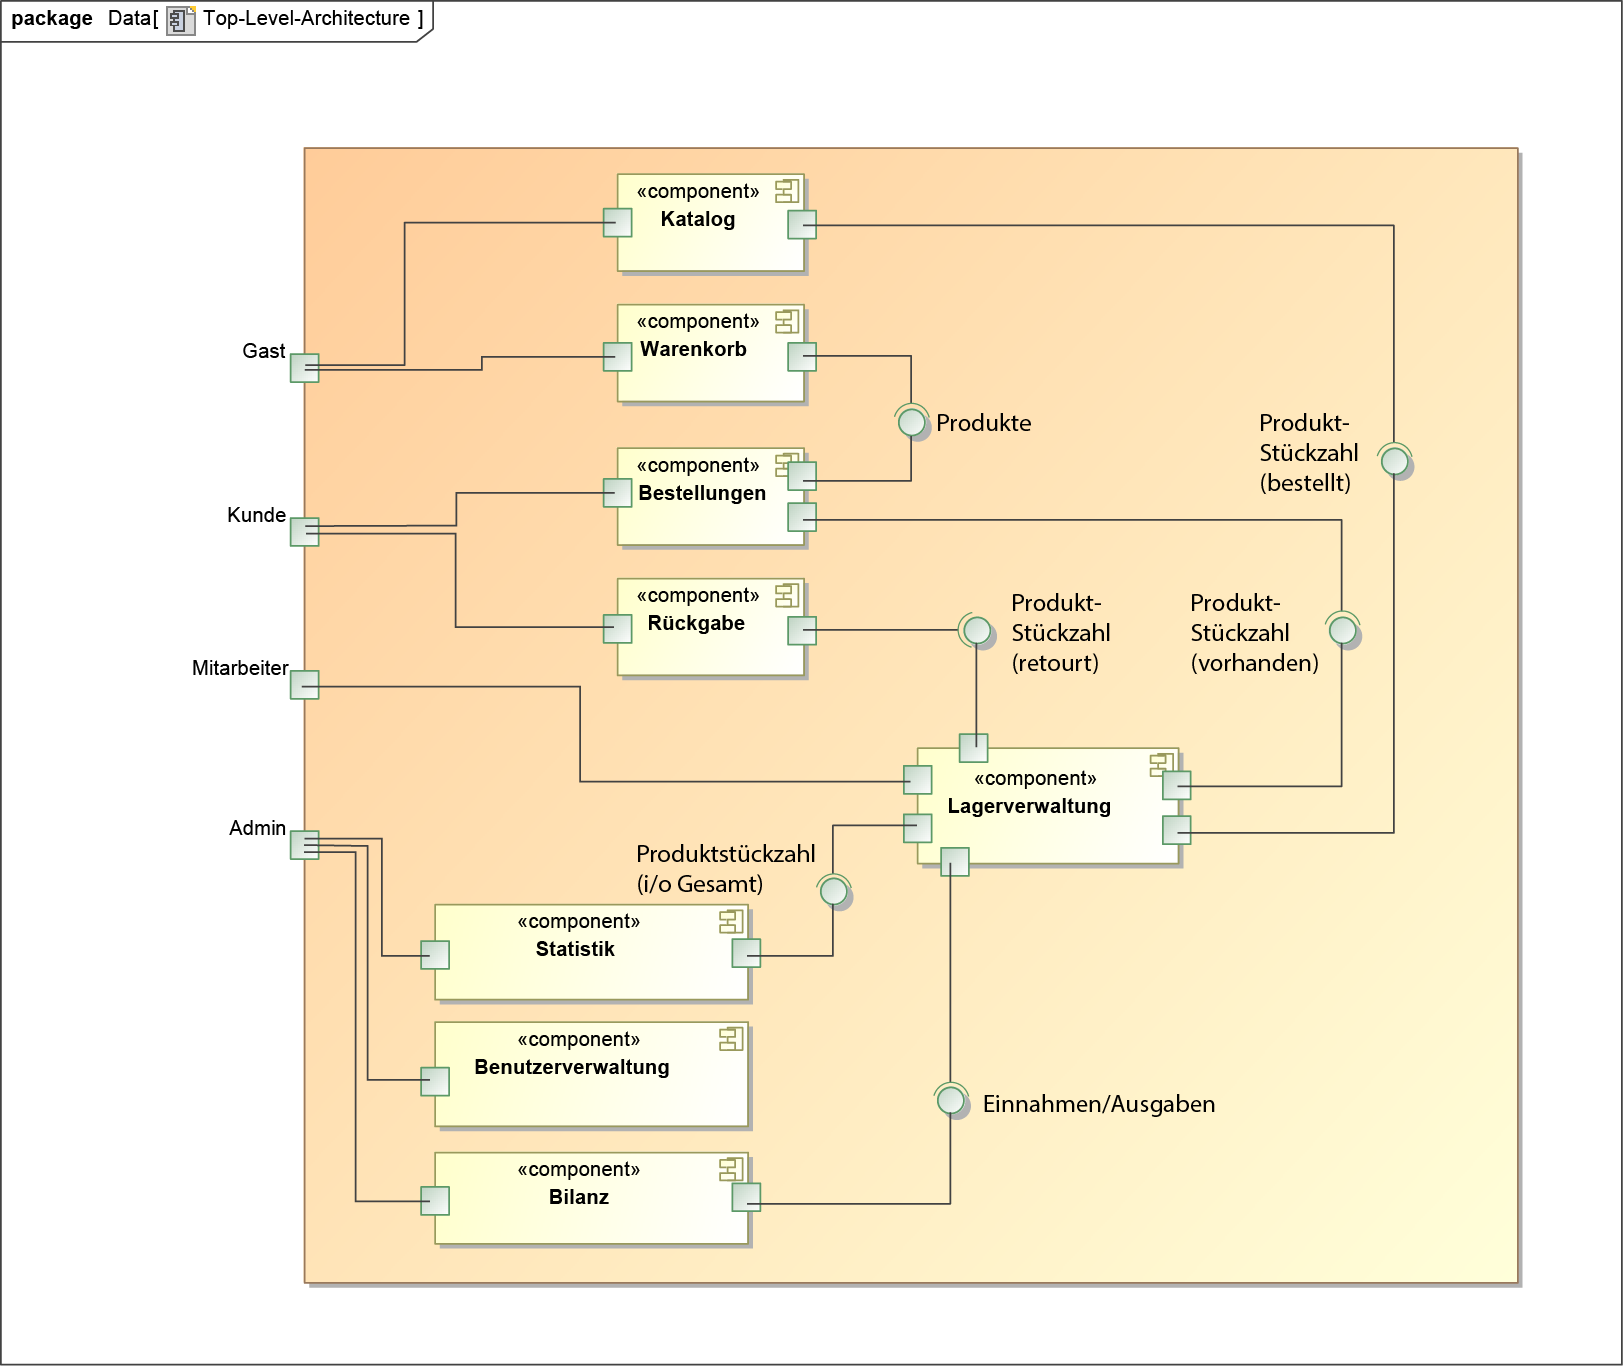 package Data[ Top-Level-Architecture ]
«component»
Katalog
«component»
Warenkorb
Gast
Produkte
Produkt-
Stückzahl
(bestellt)
«component»
Bestellungen
Kunde
«component»
Rückgabe
Produkt-
Stückzahl
(retourt)
Produkt-
Stückzahl
(vorhanden)
Mitarbeiter
«component»
Lagerverwaltung
Admin
Produktstückzahl
(i/o Gesamt)
«component»
Statistik
«component»
Benutzerverwaltung
Einnahmen/Ausgaben
«component»
Bilanz